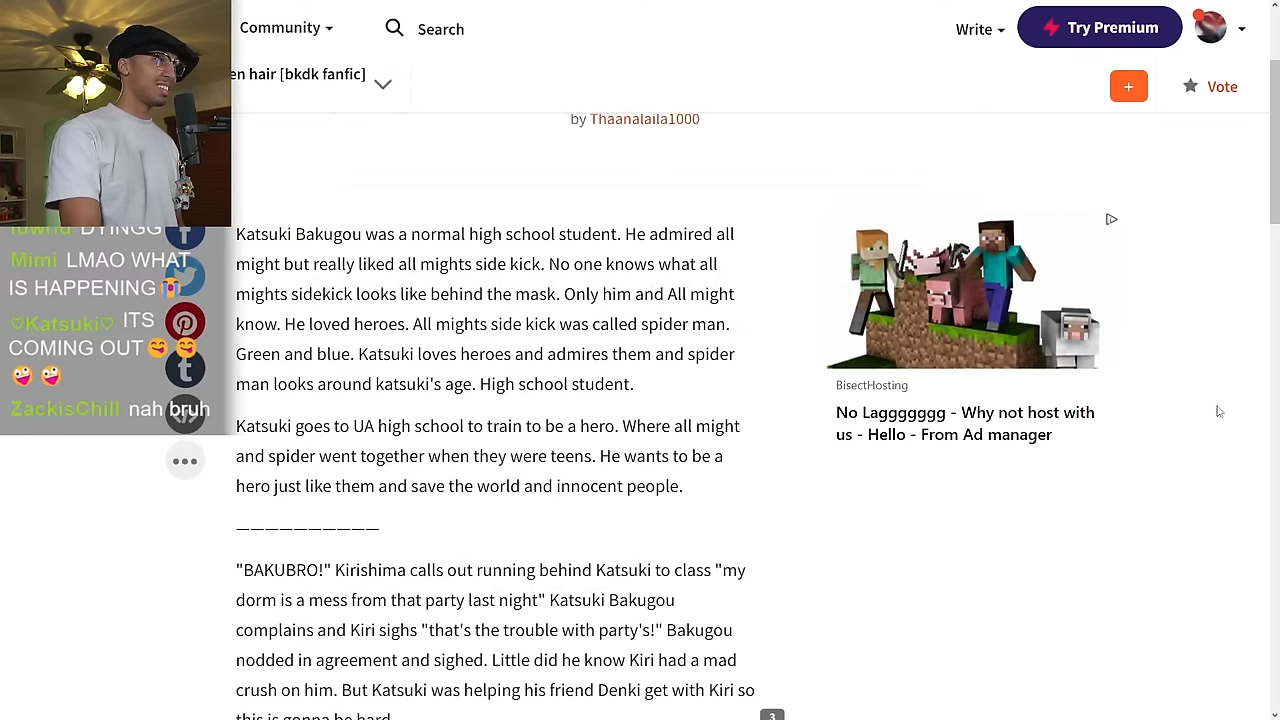 Community
Search
Write
Try Premium
en hair [bkdk fanfic]
+
Vote
by Thaanalaila1000
DYINGG
Mimi LMAO WHAT
IS HAPPENING😭
♡Katsuki♡ ITS
COMING OUT😋😋
🤪🤪
ZackisChill nah bruh
Katsuki Bakugou was a normal high school student. He admired all
might but really liked all mights side kick. No one knows what all
mights sidekick looks like behind the mask. Only him and All might
know. He loved heroes. All mights side kick was called spider man.
Green and blue. Katsuki loves heroes and admires them and spider
man looks around katsuki's age. High school student.
Katsuki goes to UA high school to train to be a hero. Where all might
and spider went together when they were teens. He wants to be a
hero just like them and save the world and innocent people.
——————————
"BAKUBRO!" Kirishima calls out running behind Katsuki to class "my
dorm is a mess from that party last night" Katsuki Bakugou
complains and Kiri sighs "that's the trouble with party's!" Bakugou
nodded in agreement and sighed. Little did he know Kiri had a mad
crush on him. But Katsuki was helping his friend Denki get with Kiri so
this is gonna be hard
3
BisectHosting
No Laggggggg - Why not host with
us - Hello - From Ad manager